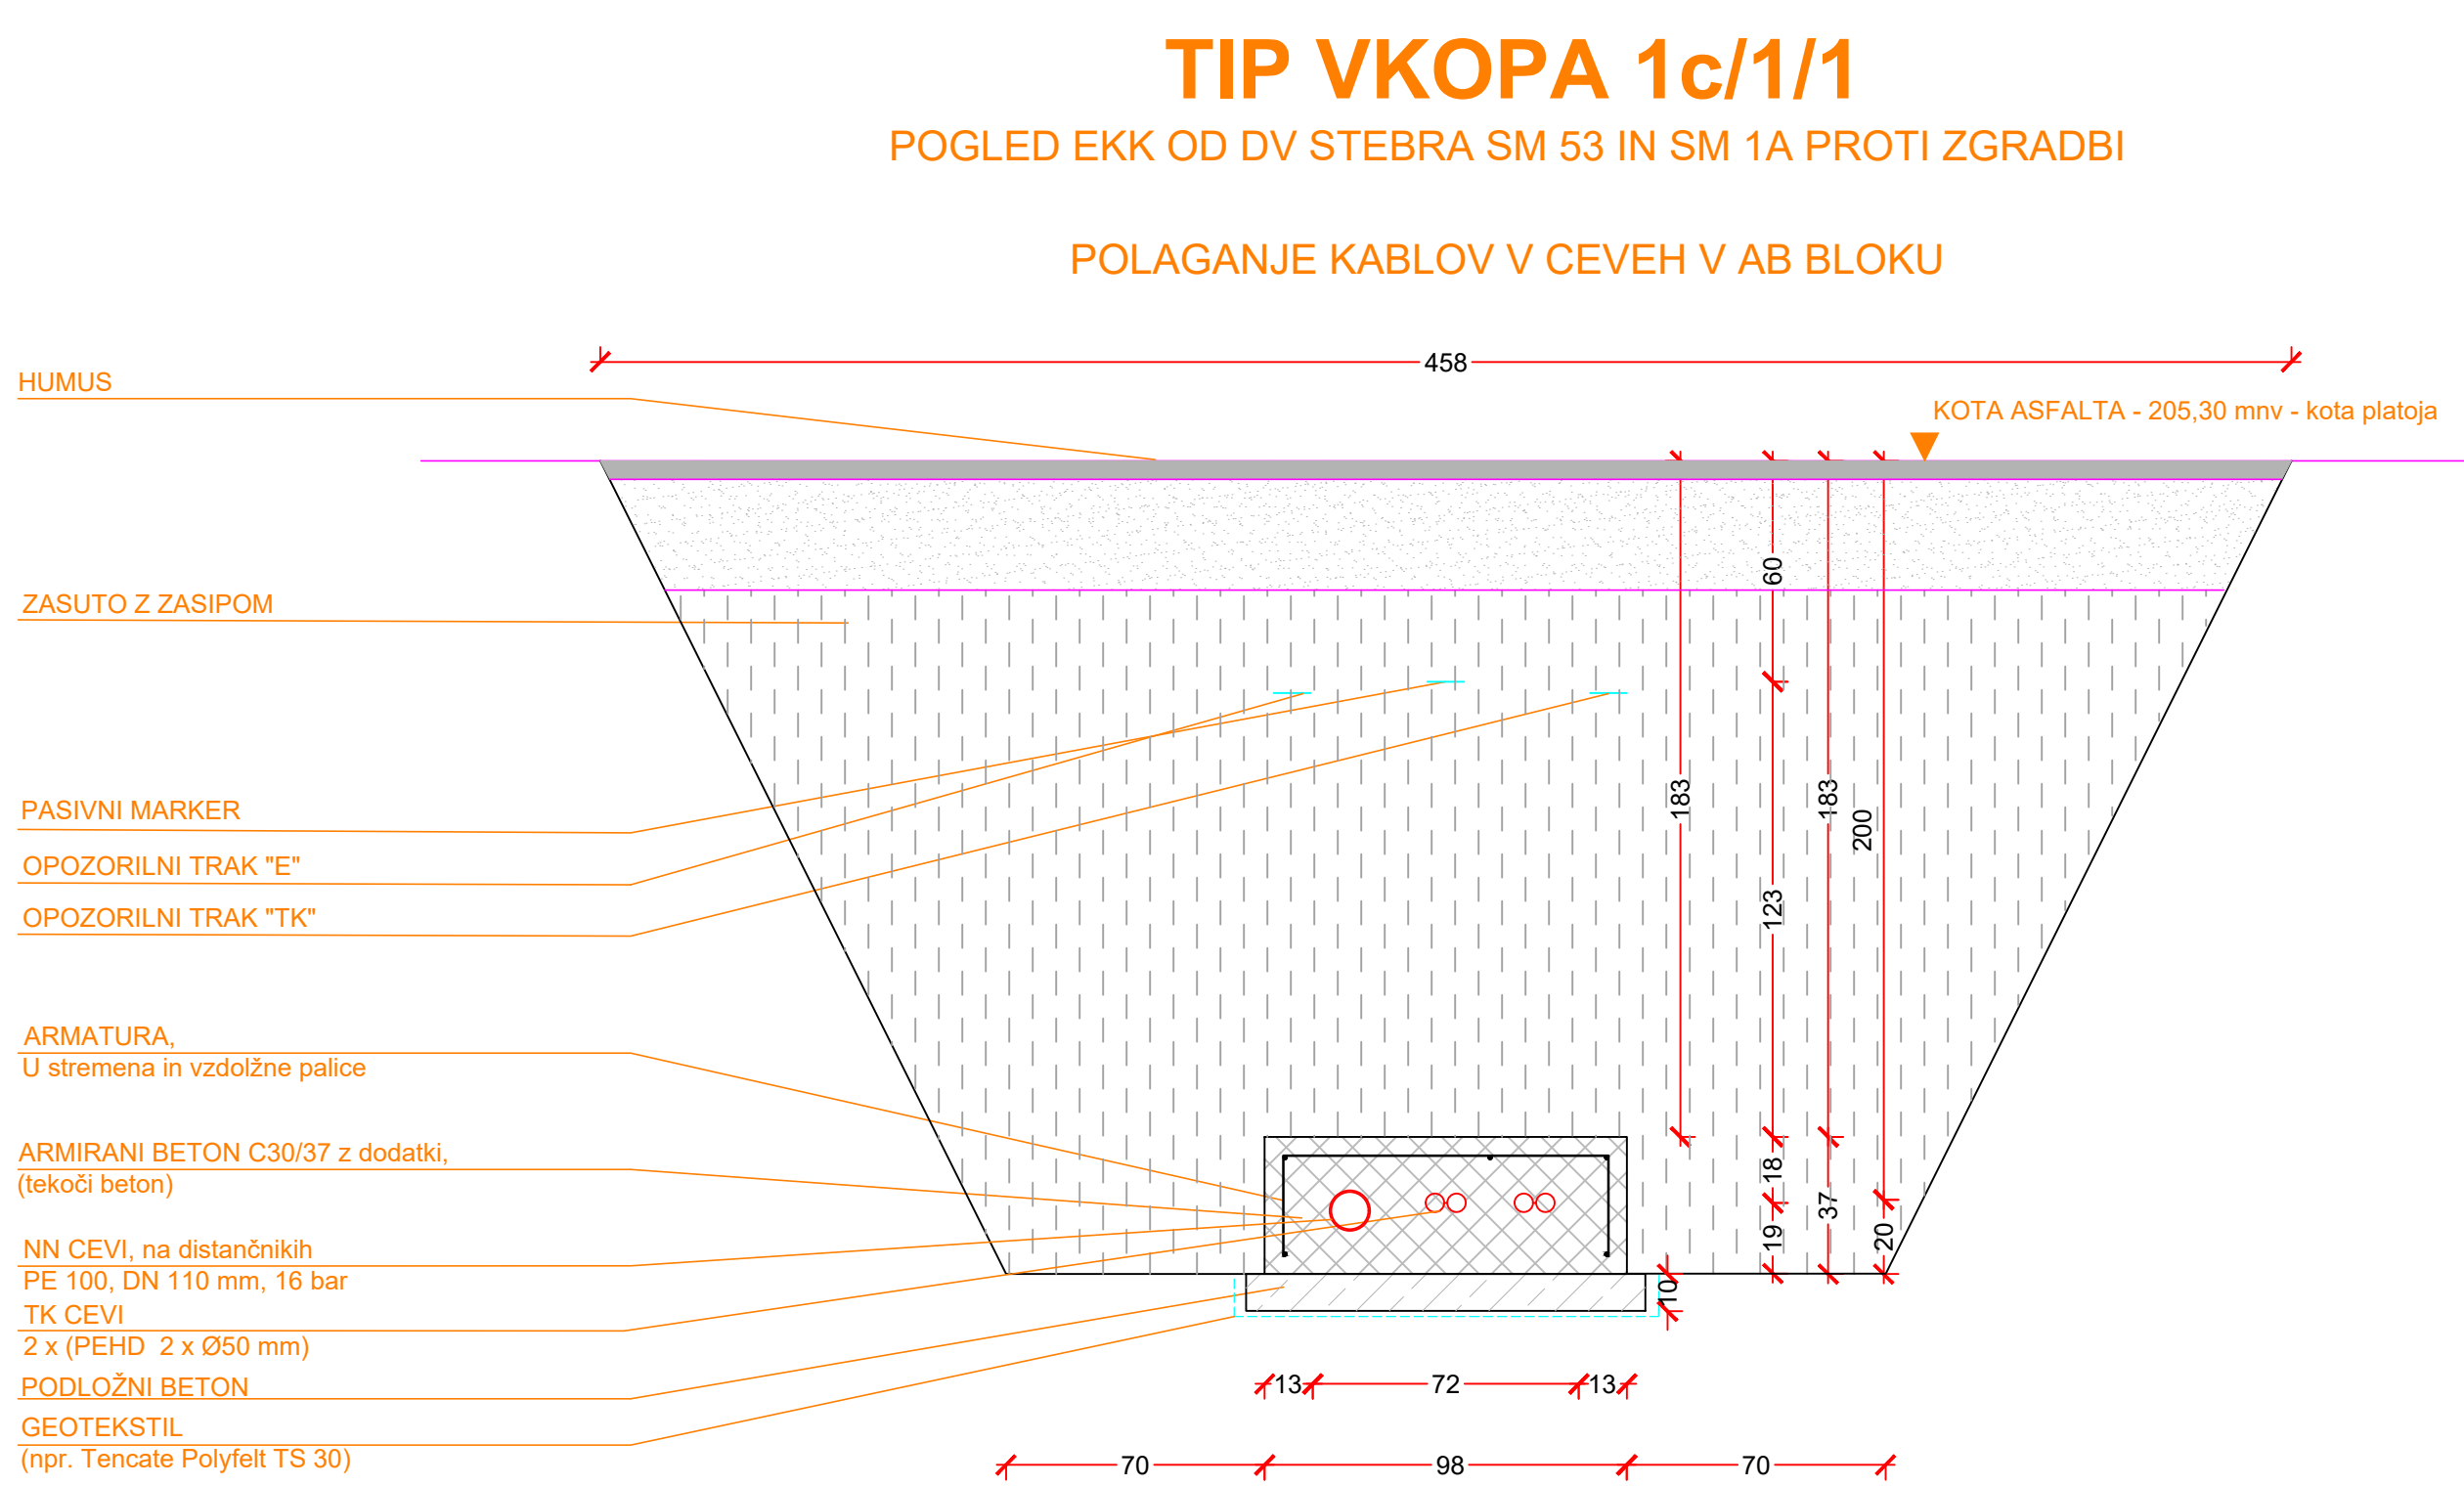 TIP VKOPA 1c/1/1
POGLED EKK OD DV STEBRA SM 53 IN SM 1A PROTI ZGRADBI
POLAGANJE KABLOV V CEVEH V AB BLOKU
458
HUMUS
KOTA ASFALTA - 205,30 mnv - kota platoja
60
ZASUTO Z ZASIPOM
183
183
200
PASIVNI MARKER
OPOZORILNI TRAK "E"
123
OPOZORILNI TRAK "TK"
ARMATURA,
U stremena in vzdolžne palice
ARMIRANI BETON C30/37 z dodatki,
(tekoči beton)
18
37
19
20
NN CEVI, na distančnikih
PE 100, DN 110 mm, 16 bar
10
TK CEVI
2 x (PEHD  2 x Ø50 mm)
PODLOŽNI BETON
13
72
13
GEOTEKSTIL
(npr. Tencate Polyfelt TS 30)
70
98
70